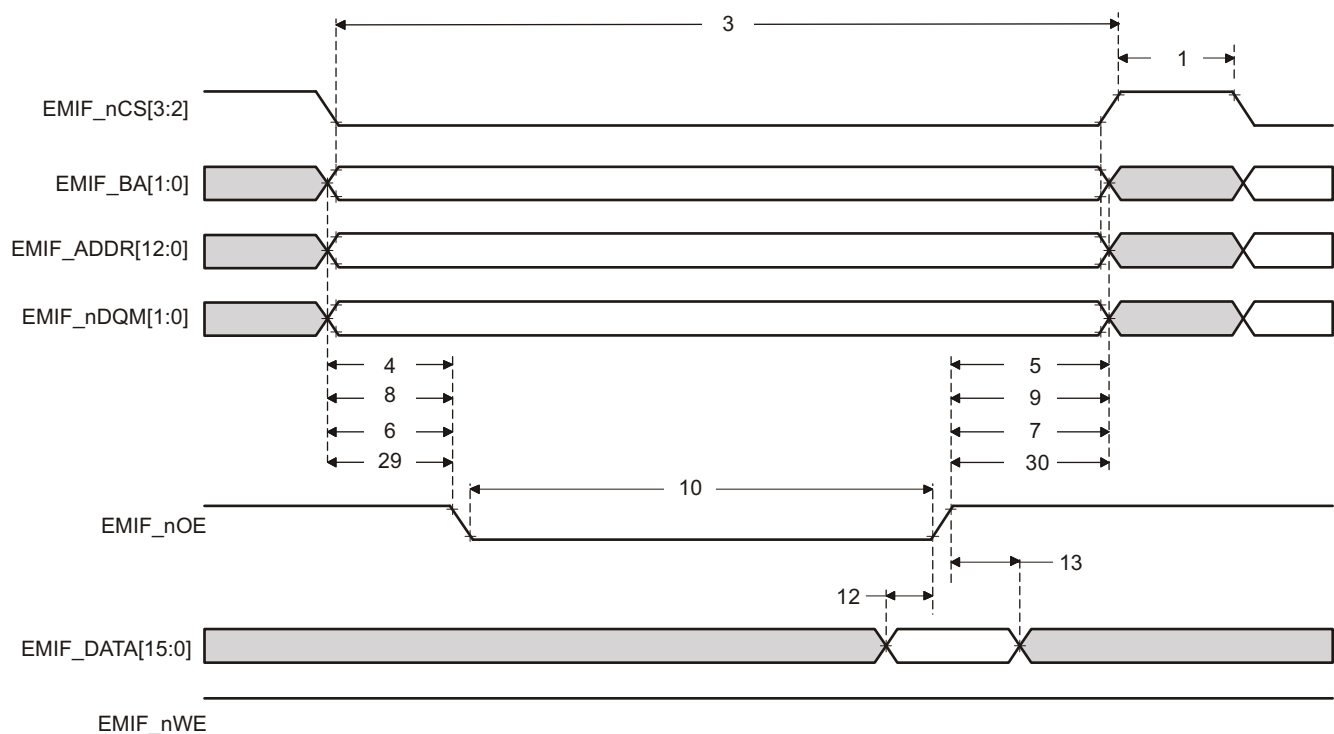 3
1
EMIF_nCS[3:2]
EMIF_BA[1:0]
EMIF_ADDR[12:0]
EMIF_nDQM[1:0]
4 5
8 9
6 7
29 30
10
EMIF_nOE
13
12
EMIF_DATA[15:0]
EMIF_nWE